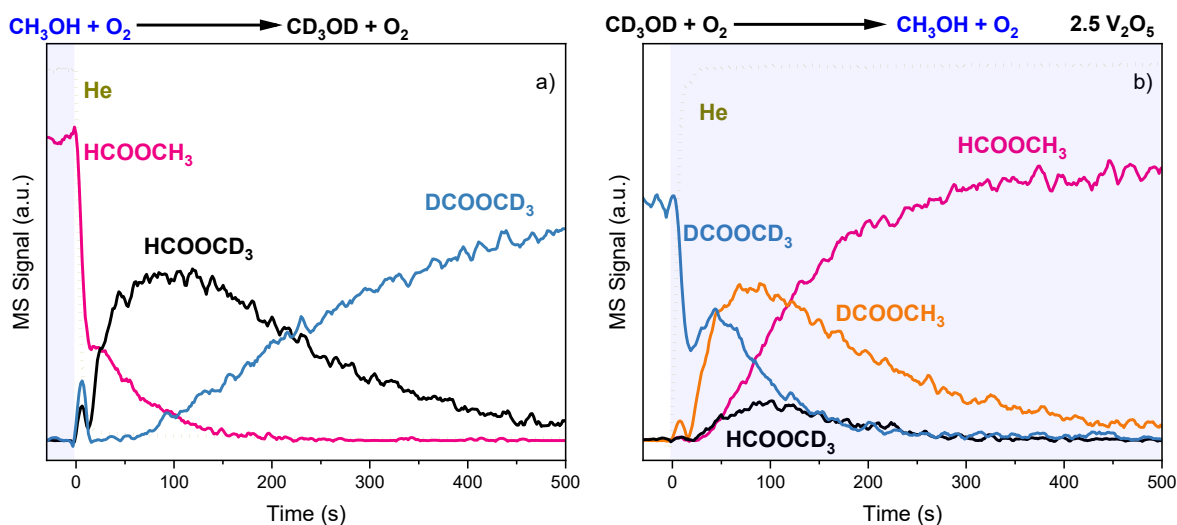 CH₃OH + O₂ CD₃OD + O₂
a)
He
HCOOCH₃
DCOOCD₃
HCOOCD₃
MS Signal (a.u.)
0 100 200 300 400 500
Time (s)
CD₃OD + O₂ CH₃OH + O₂ 2.5 V₂O₅
b)
He
HCOOCH₃
DCOOCD₃
DCOOCH₃
HCOOCD₃
MS Signal (a.u.)
0 100 200 300 400 500
Time (s)